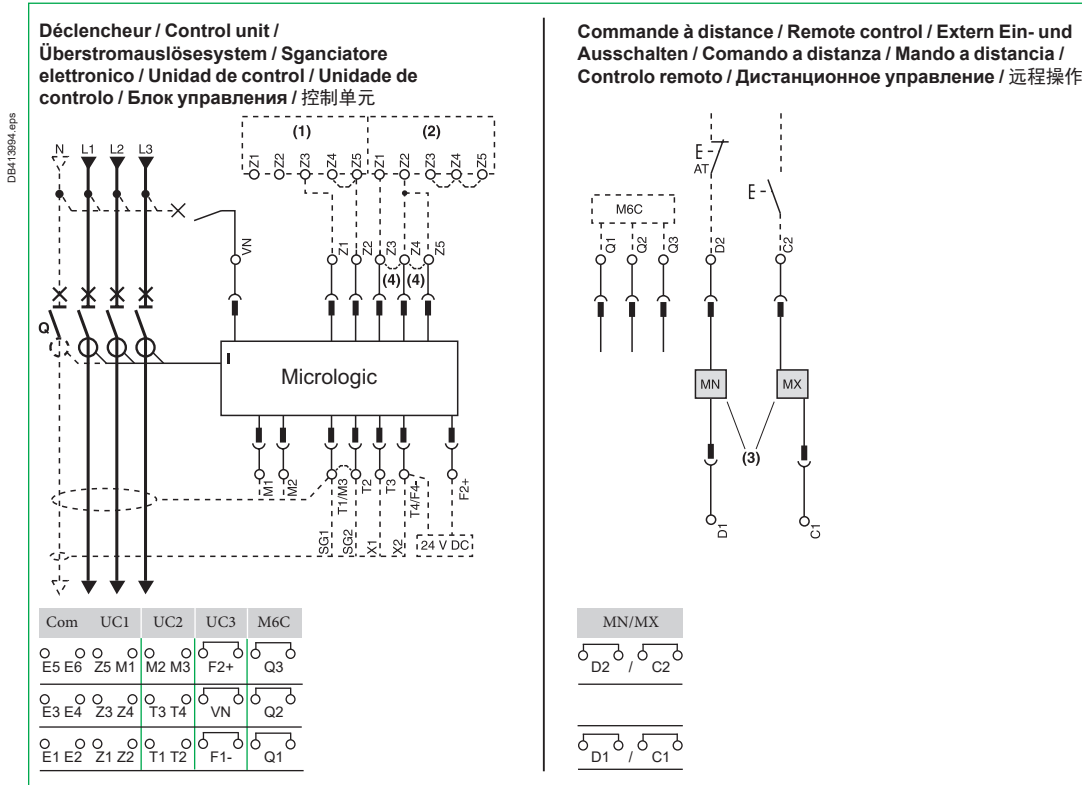 Déclencheur / Control unit /
Überstromauslösesystem / Sganciatore
elettronico / Unidad de control / Unidade de
controlo / Блок управления / 控制单元
DB413994.eps
(1) (2)
N L1 L2 L3
Z1 Z2 Z3 Z4 Z5 Z1 Z2 Z3 Z4 Z5
VN Z1 Z2 Z3 Z4 Z5
(4) (4)
Q
I
Micrologic
M1 M2 T1/M3 T2 T3 T4/F4- F2+
SG1 SG2 X1 X2 24 V DC
Com UC1 UC2 UC3 M6C
E5 E6 Z5 M1 M2 M3 F2+ Q3
E3 E4 Z3 Z4 T3 T4 VN Q2
E1 E2 Z1 Z2 T1 T2 F1- Q1
Commande à distance / Remote control / Extern Ein- und
Ausschalten / Comando a distanza / Mando a distancia /
Controlo remoto / Дистанционное управление / 远程操作
E
AT
E
M6C
Q1 Q2 Q3 D2 C2
MN MX
(3)
D1 C1
MN/MX
D2 / C2
D1 / C1